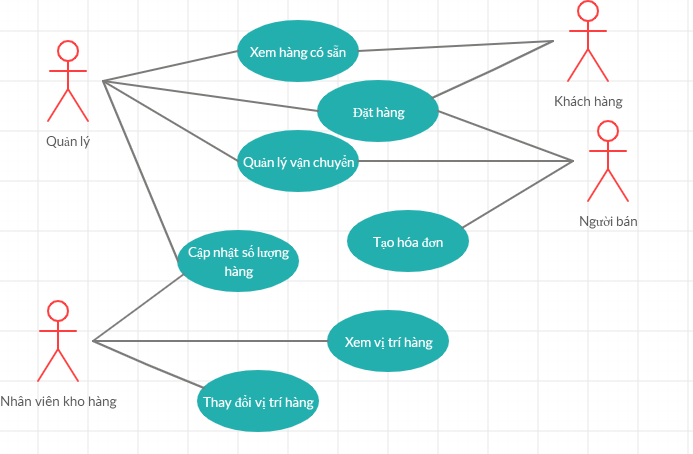 Xem hàng có sẵn
Khách hàng
Đặt hàng
Quản lý
Quản lý vận chuyển
Người bán
Tạo hóa đơn
Cập nhật số lượng
hàng
Xem vị trí hàng
Nhân viên kho hàng
Thay đổi vị trí hàng